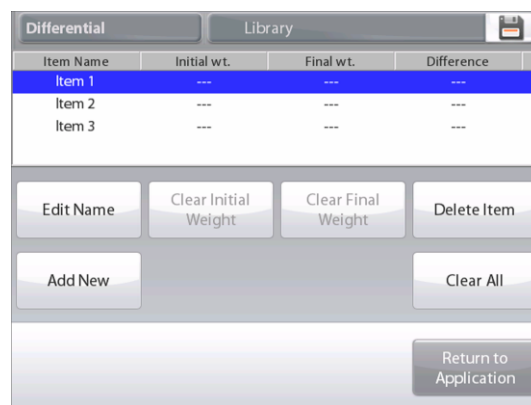 Differential Library
Item Name Initial wt. Final wt. Difference
Item 1 --- --- ---
Item 2 --- --- ---
Item 3 --- --- ---
Edit Name Clear Initial Weight Clear Final Weight Delete Item
Add New Clear All
Return to
Application